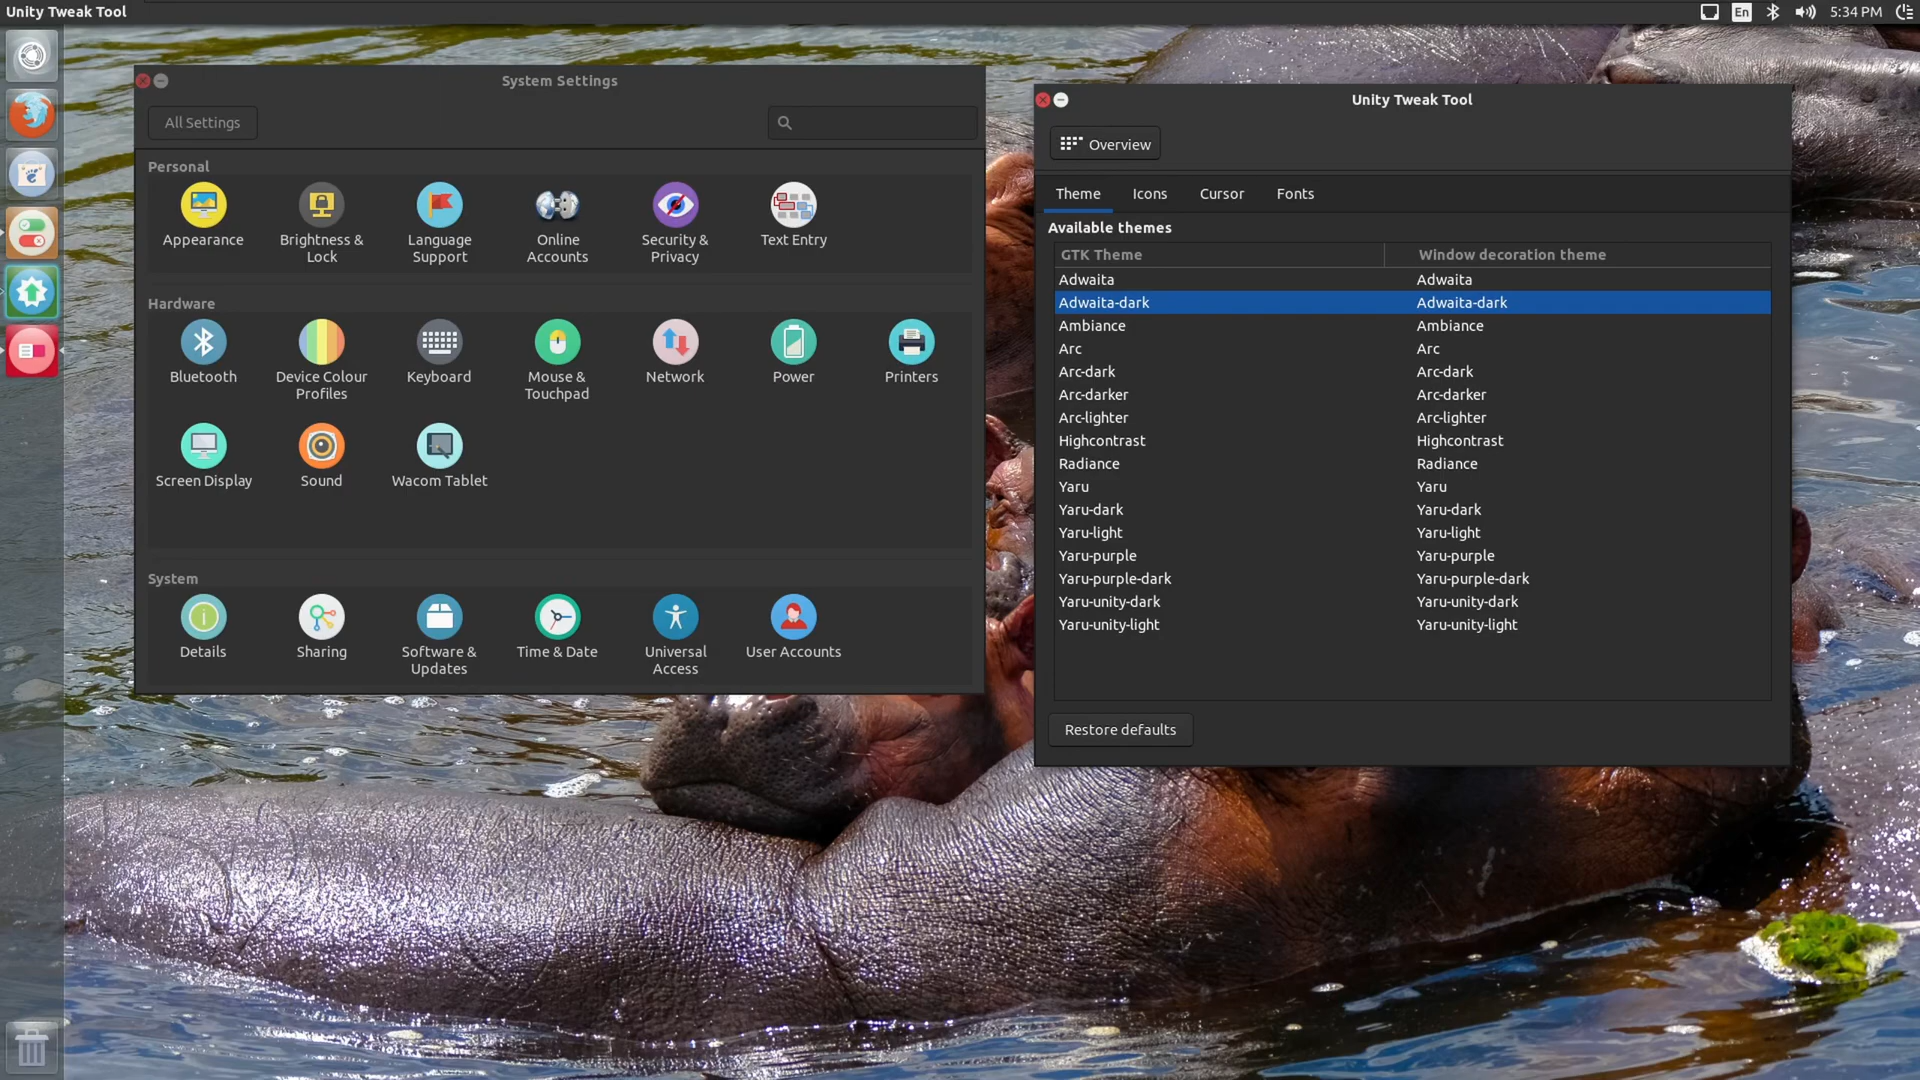 Unity Tweak Tool
En
5:34 PM
System Settings
All Settings
Personal
Appearance
Brightness &
Lock
Language
Support
Online
Accounts
Security &
Privacy
Text Entry
Hardware
Bluetooth
Device Colour
Profiles
Keyboard
Mouse &
Touchpad
Network
Power
Printers
Screen Display
Sound
Wacom Tablet
System
Details
Sharing
Software &
Updates
Time & Date
Universal
Access
User Accounts
Unity Tweak Tool
Overview
Theme Icons Cursor Fonts
Available themes
GTK Theme Window decoration theme
Adwaita Adwaita
Adwaita-dark Adwaita-dark
Ambiance Ambiance
Arc Arc
Arc-dark Arc-dark
Arc-darker Arc-darker
Arc-lighter Arc-lighter
Highcontrast Highcontrast
Radiance Radiance
Yaru Yaru
Yaru-dark Yaru-dark
Yaru-light Yaru-light
Yaru-purple Yaru-purple
Yaru-purple-dark Yaru-purple-dark
Yaru-unity-dark Yaru-unity-dark
Yaru-unity-light Yaru-unity-light
Restore defaults